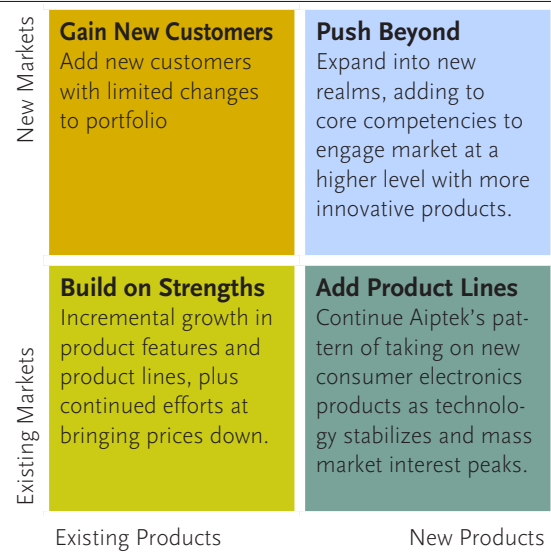 New Markets
Gain New Customers
Add new customers
with limited changes
to portfolio
Push Beyond
Expand into new
realms, adding to
core competencies to
engage market at a
higher level with more
innovative products.
Existing Markets
Build on Strengths
Incremental growth in
product features and
product lines, plus
continued efforts at
bringing prices down.
Add Product Lines
Continue Aiptek's pat-
tern of taking on new
consumer electronics
products as technolo-
gy stabilizes and mass
market interest peaks.
Existing Products
New Products